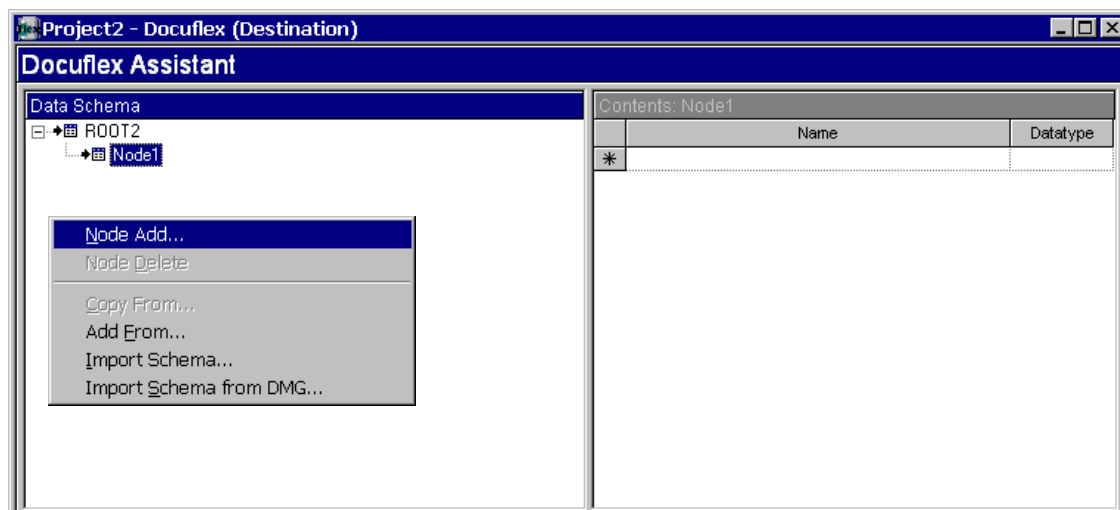 Project2 - Docuflex (Destination)
Docuflex Assistant
Data Schema
ROOT2
Node1
Node Add...
Node Delete
Copy From...
Add From...
Import Schema...
Import Schema from DMG...
Contents: Node1
Name Datatype